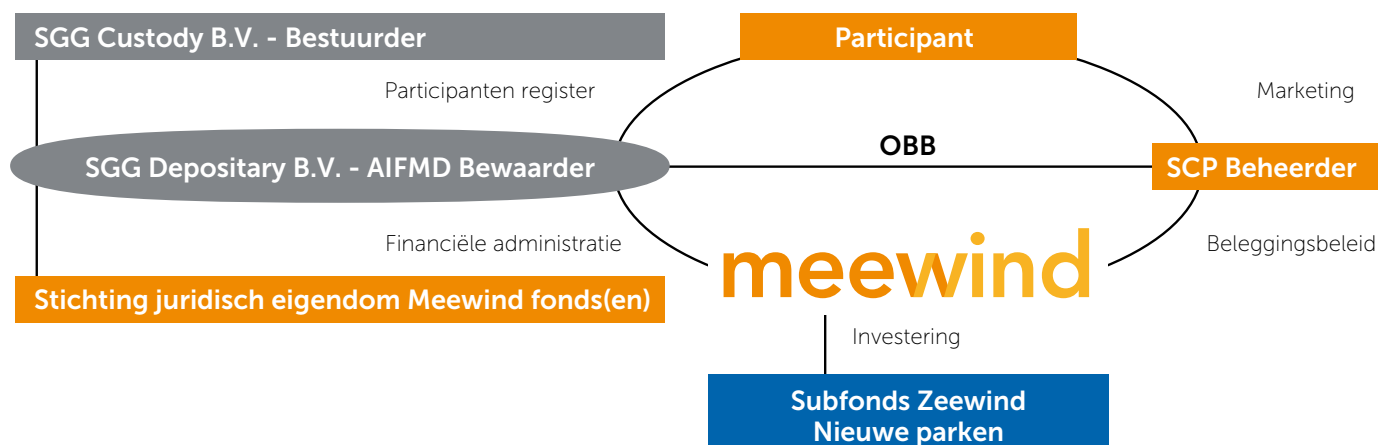 SGG Custody B.V. - Bestuurder
Participant
Participanten register
Marketing
OBB
SGG Depositary B.V. - AIFMD Bewaarder
SCP Beheerder
Financiële administratie
Beleggingsbeleid
meewind
Stichting juridisch eigendom Meewind fonds(en)
Investering
Subfonds Zeewind
Nieuwe parken